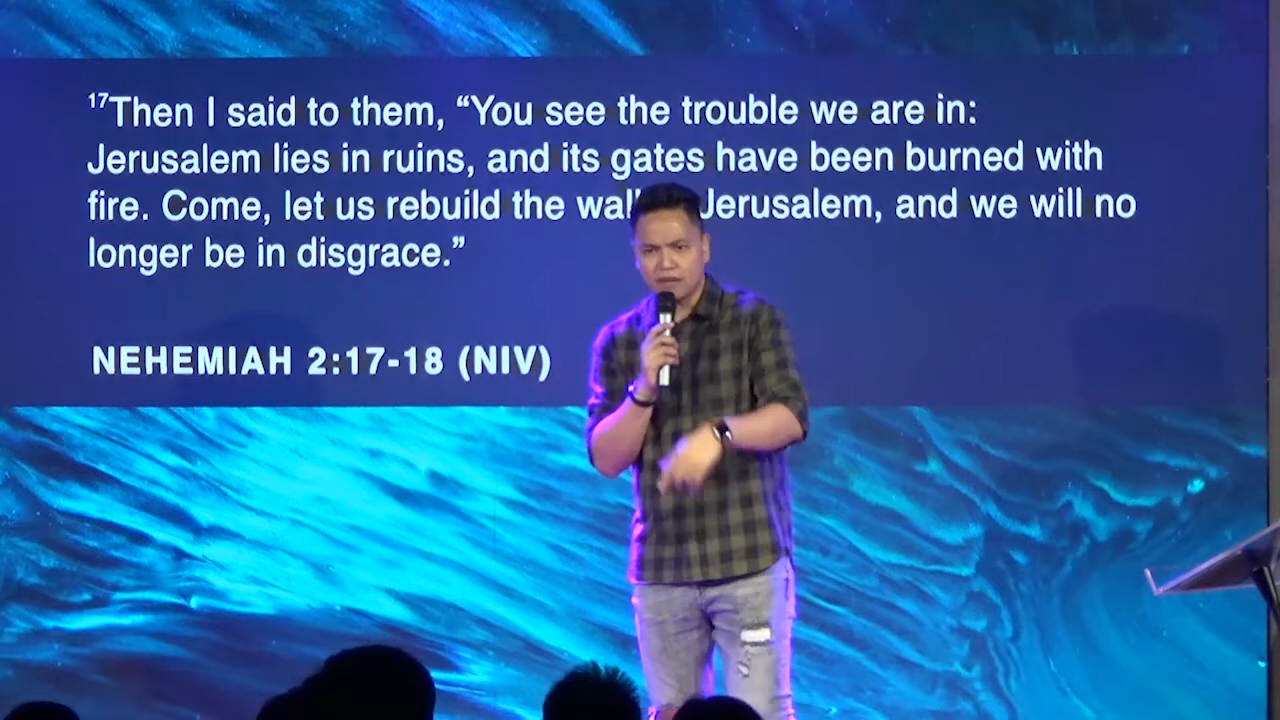 17Then I said to them, “You see the trouble we are in:
Jerusalem lies in ruins, and its gates have been burned with
fire. Come, let us rebuild the Jerusalem, and we will no
longer be in disgrace.”
NEHEMIAH 2:17-18 (NIV)